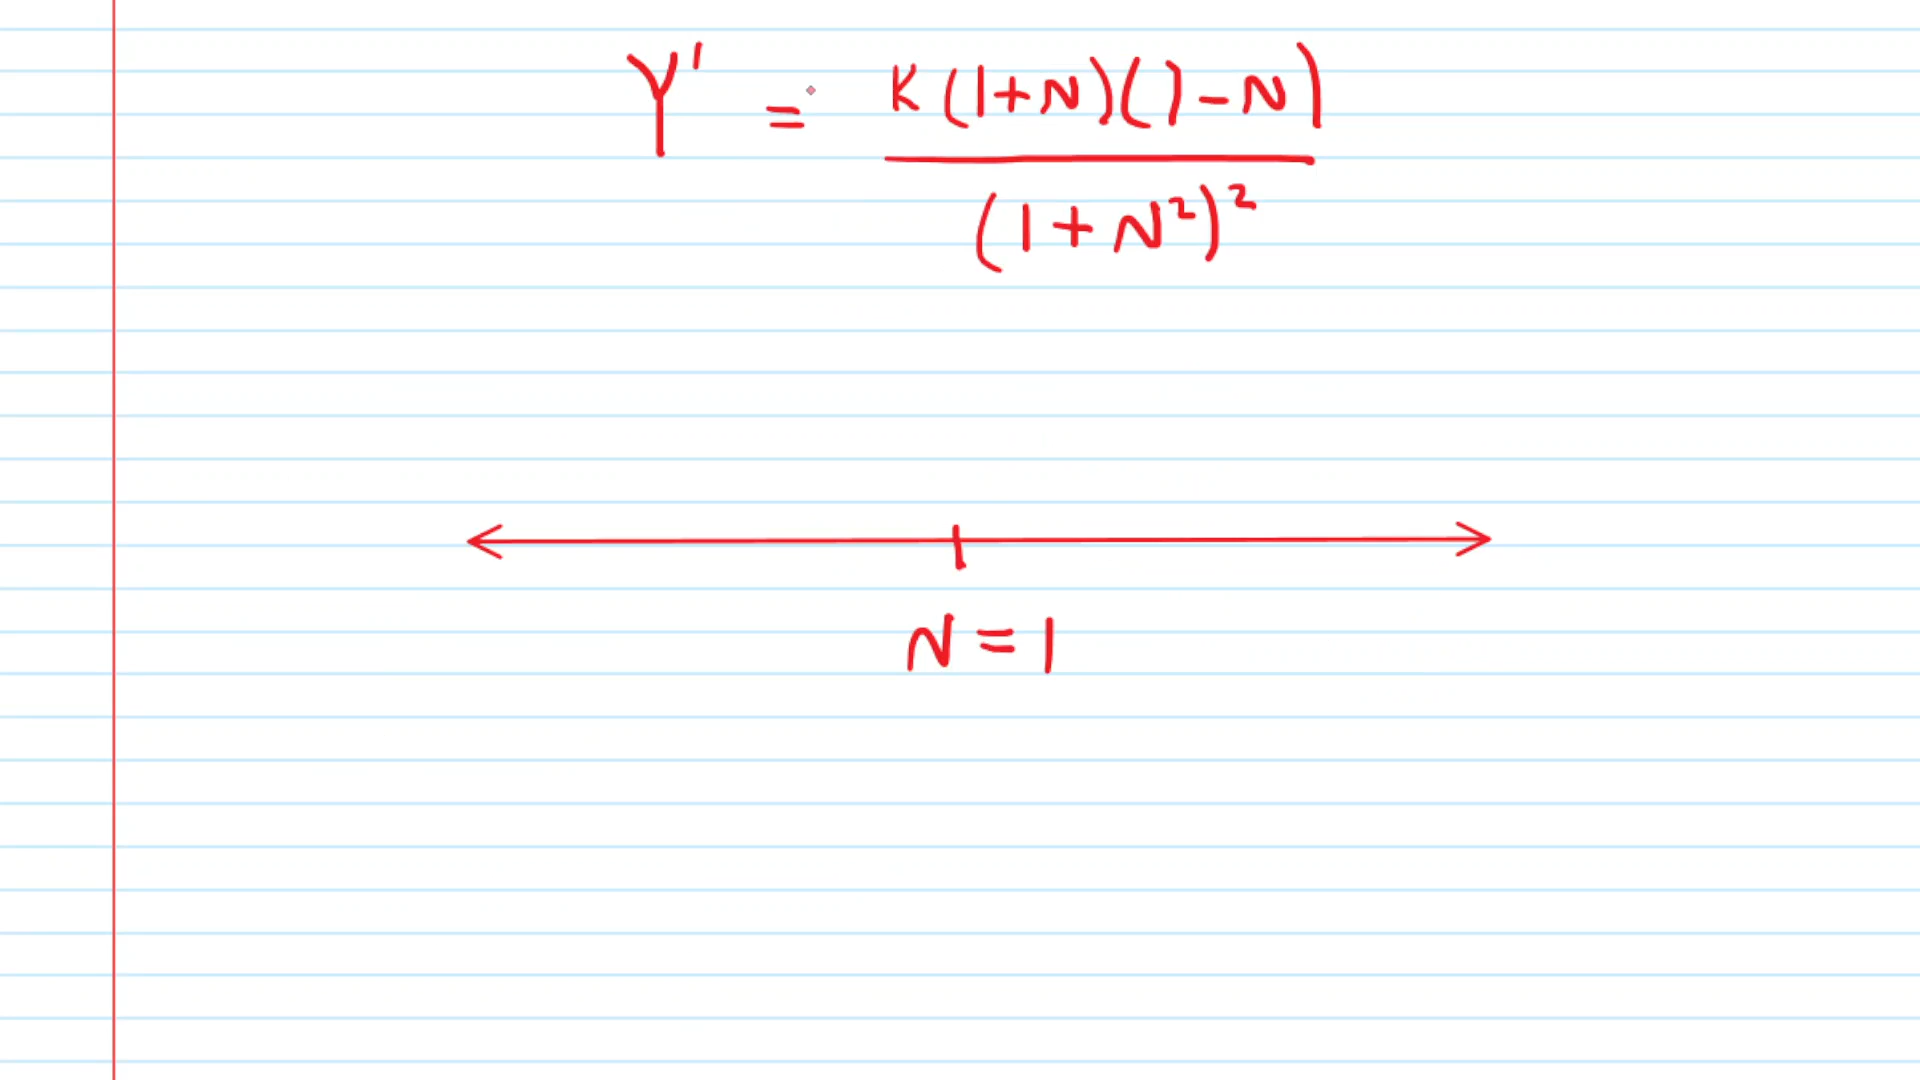 Y' = K(1+N)(1-N)
(1+N²)²
N=1